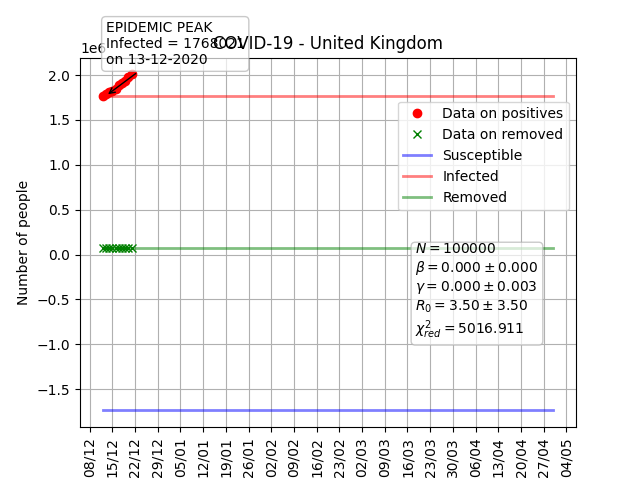 EPIDEMIC PEAK
Infected =
on 13-12-2020
COVID-19 - United Kingdom
1e6
Number of people
2.0
1.5
1.0
0.5
0.0
−0.5
−1.0
−1.5
Data on positives
Data on removed
Susceptible
Infected
Removed
N = 100000
β = 0.000 ± 0.000
γ = 0.000 ± 0.003
R₀ = 3.50 ± 3.50
χ²red = 5016.911
08/12
15/12
22/12
29/12
05/01
12/01
19/01
26/01
02/02
09/02
16/02
23/02
02/03
09/03
16/03
23/03
30/03
06/04
13/04
20/04
27/04
04/05